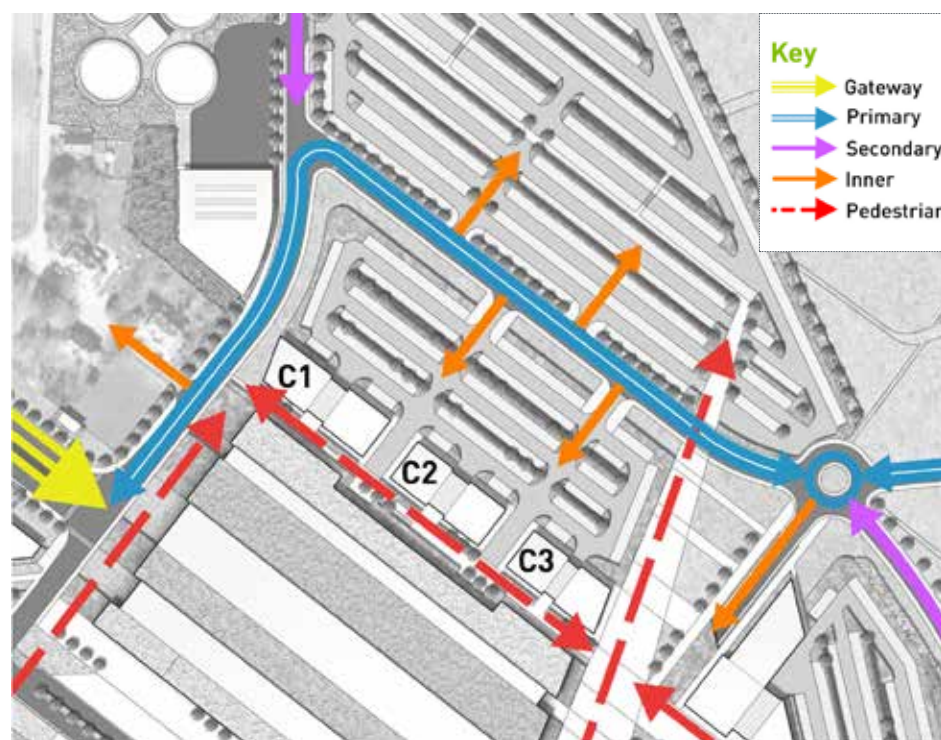 Key
Gateway
Primary
Secondary
Inner
Pedestrian
C1
C2
C3